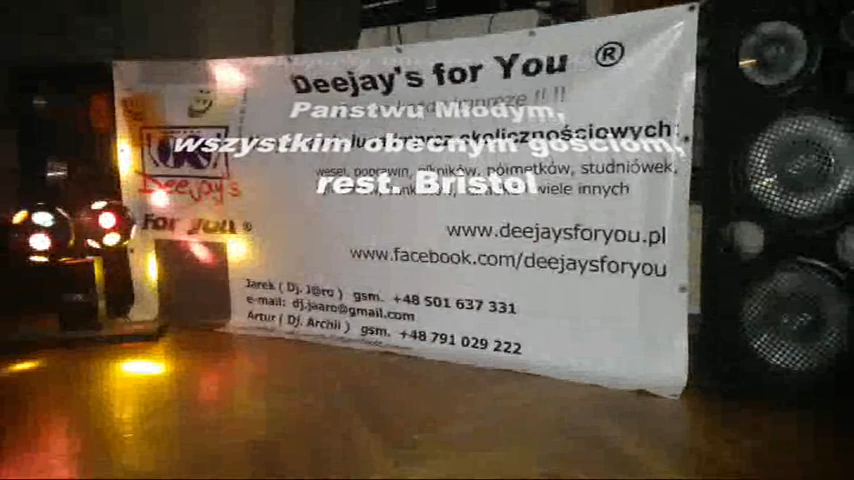 Deejay's for You ®
Państwu Młodym,
wszystkim obecnym gościom,
okolicznościowych:
rest. Bristol
wesel, poprawin, pikników, półmetków, studniówek,
wiele innych
Deejay's
For You ®
www.deejaysforyou.pl
www.facebook.com/deejaysforyou
Jarek ( Dj. J@ro ) gsm. +48 501 637 331
e-mail: dj.jaaro@gmail.com
Artur ( Dj. Archii ) gsm. +48 791 029 222